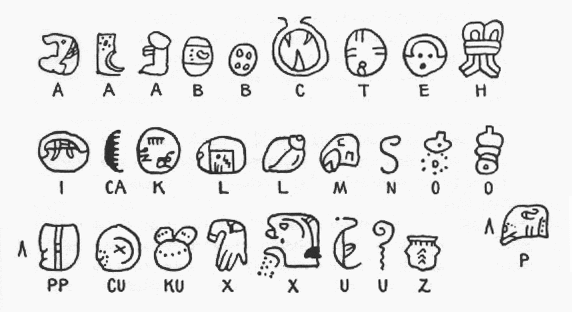 A A A B B C T E H
I CA K L L M N O O
PP CU KU X X U U Z P